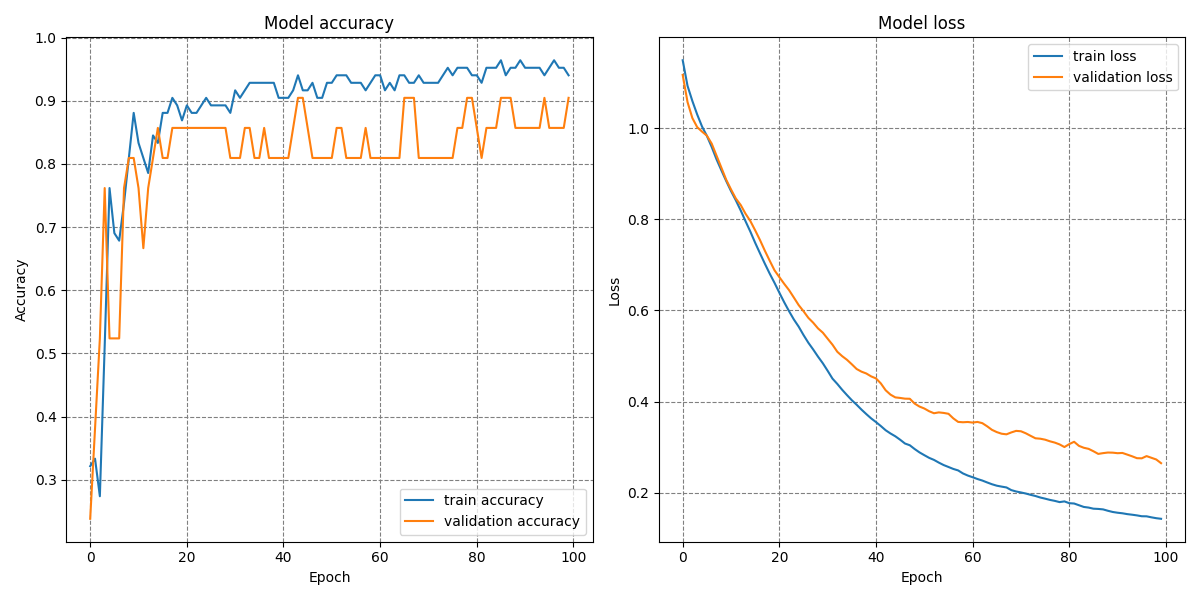 Model accuracy
Accuracy
1.0
0.9
0.8
0.7
0.6
0.5
0.4
0.3
0 20 40 60 80 100
Epoch
train accuracy
validation accuracy
Model loss
Loss
1.0
0.8
0.6
0.4
0.2
0 20 40 60 80 100
Epoch
train loss
validation loss